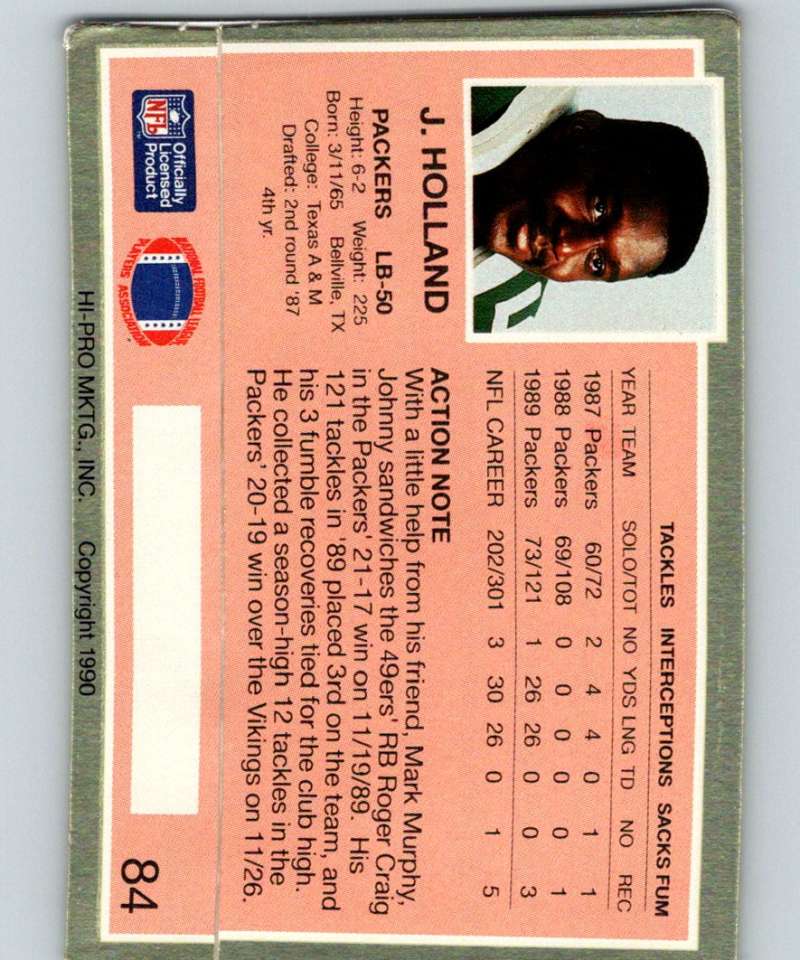 J. HOLLAND
PACKERS LB-50
Height: 6-2 Weight: 225
Born: 3/11/65 Bellville, TX
College: Texas A & M
Drafted: 2nd round '87
4th yr.
TACKLES INTERCEPTIONS SACKS FUM
YEAR TEAM SOLO/TOT NO YDS LNG TD NO REC
1987 Packers 60/72 2 4 4 0 1 1
1988 Packers 69/108 0 0 0 0 0 1
1989 Packers 73/121 1 26 26 0 0 3
NFL CAREER 202/301 3 30 26 0 1 5
ACTION NOTE
With a little help from his friend, Mark Murphy,
Johnny sandwiches the 49ers' RB Roger Craig
in the Packers' 21-17 win on 11/19/89. His
121 tackles in '89 placed 3rd on the team, and
his 3 fumble recoveries tied for the club high.
He collected a season-high 12 tackles in the
Packers' 20-19 win over the Vikings on 11/26.
NFL
TM
Officially
Licensed
Product
NATIONAL FOOTBALL LEAGUE
PLAYERS ASSOCIATION
84
HI-PRO MKTG., INC. Copyright 1990